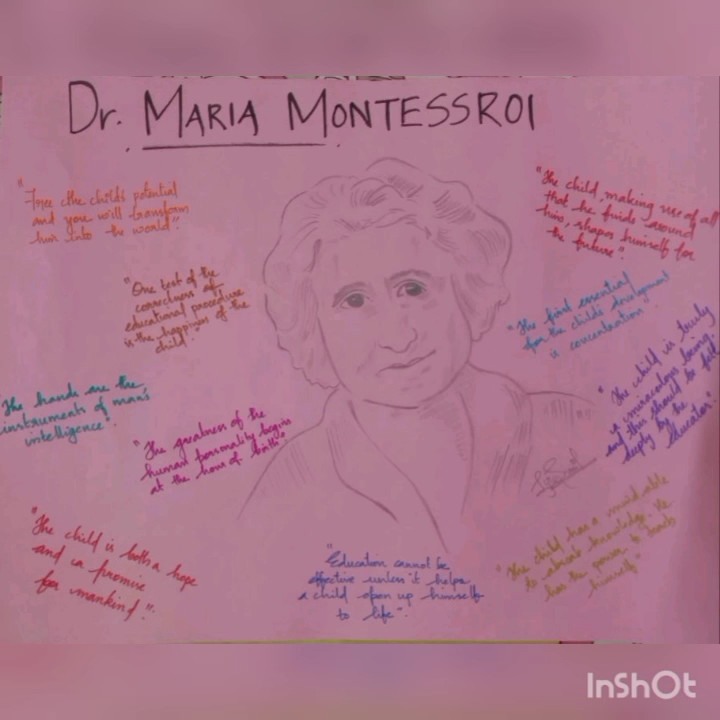 Dr. MARIA MONTESSROI
"Free the child's potential
and you will transform
him into the world".
"One test of the
correctness of
educational procedure
is the happiness of the
child"
The hands are the
instruments of man's
intelligence".
"The greatness of the
human personality begins
at the hour of birth"
"The child is both a hope
and a promise
for mankind".
"Education cannot be
effective unless it helps
a child open up himself
to life".
"The child, making use of all
that he finds around
him, shapes himself for
the future".
"The first essential
for the child's development
is concentration"
"The child is truly
a miraculous being,
and this should be felt
deeply by the
educator"
"The child has a mind able
to absorb knowledge. He
has the power to teach
himself"
InShOt